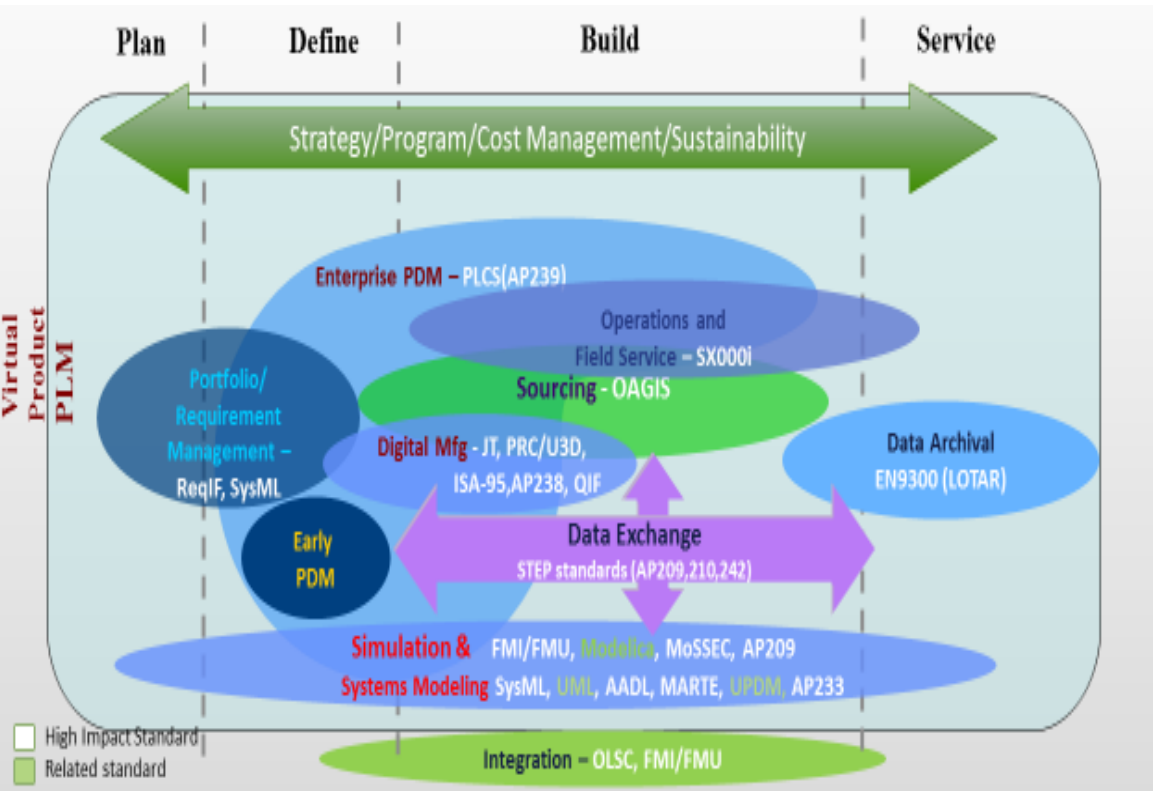 Plan
Define
Build
Service
Strategy/Program/Cost Management/Sustainability
Virtual
Product
PLM
Enterprise PDM – PLCS(AP239)
Operations and
Field Service – SX000i
Sourcing - OAGIS
Portfolio/
Requirement
Management –
ReqIF, SysML
Digital Mfg - JT, PRC/U3D,
ISA-95,AP238, QIF
Data Archival
EN9300 (LOTAR)
Early
PDM
Data Exchange
STEP standards (AP209,210,242)
Simulation & FMI/FMU, Modelica, MoSSEC, AP209
Systems Modeling SysML, UML, AADL, MARTE, UPDM, AP233
High Impact Standard
Related standard
Integration – OLSC, FMI/FMU